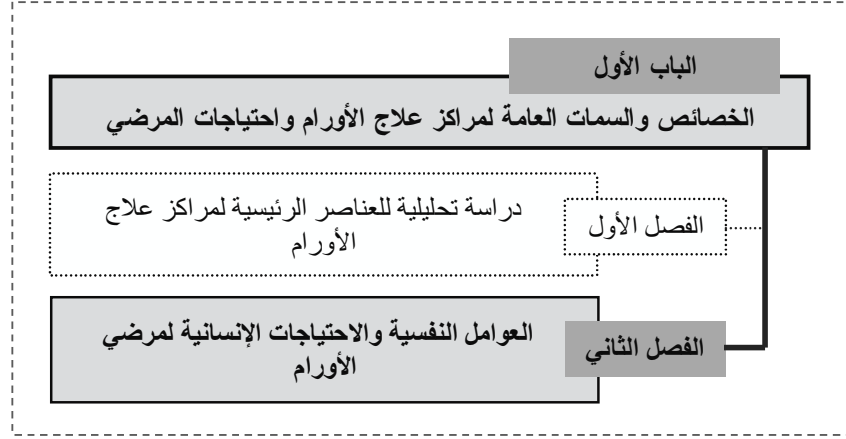 الباب الأول
الخصائص والسمات العامة لمراكز علاج الأورام واحتياجات المرضي
الفصل الأول
دراسة تحليلية للعناصر الرئيسية لمراكز علاج
الأورام
الفصل الثاني
العوامل النفسية والاحتياجات الإنسانية لمرضي
الأورام